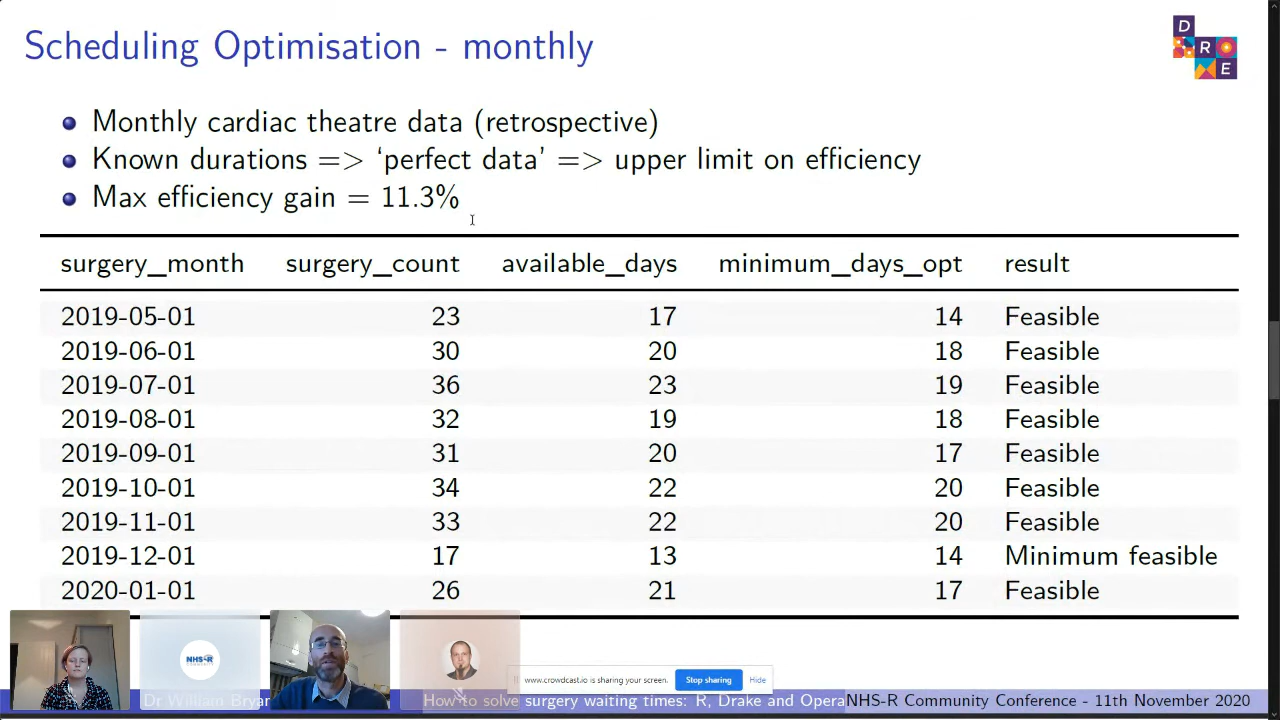 Scheduling Optimisation - monthly
D
R
E
Monthly cardiac theatre data (retrospective)
Known durations => ‘perfect data’ => upper limit on efficiency
Max efficiency gain = 11.3%
surgery_month surgery_count available_days minimum_days_opt result
2019-05-01 23 17 14 Feasible
2019-06-01 30 20 18 Feasible
2019-07-01 36 23 19 Feasible
2019-08-01 32 19 18 Feasible
2019-09-01 31 20 17 Feasible
2019-10-01 34 22 20 Feasible
2019-11-01 33 22 20 Feasible
2019-12-01 17 13 14 Minimum feasible
2020-01-01 26 21 17 Feasible
NHS-R
www.crowdcast.io is sharing your screen. Stop sharing Hide
Dr William Bryan How to solve surgery waiting times: R, Drake and Opera NHS-R Community Conference - 11th November 2020